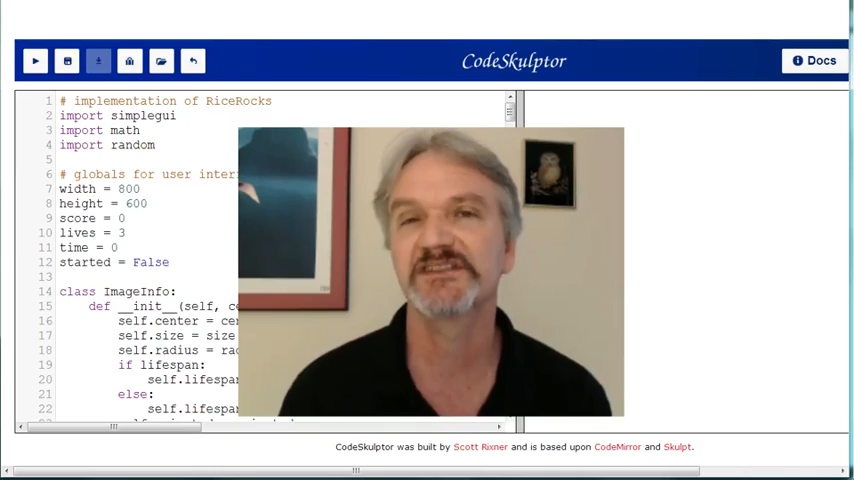 CodeSkulptor
Docs
1 # implementation of RiceRocks
2 import simplegui
3 import math
4 import random
5
6 # globals for user inter
7 width = 800
8 height = 600
9 score = 0
10 lives = 3
11 time = 0
12 started = False
13
14 class ImageInfo:
15 def __init__(self, ce
16 self.center = cen
17 self.size = size
18 self.radius = rad
19 if lifespan:
20 self.lifespan
21 else:
22 self.lifespa
CodeSkulptor was built by Scott Rixner and is based upon CodeMirror and Skulpt.